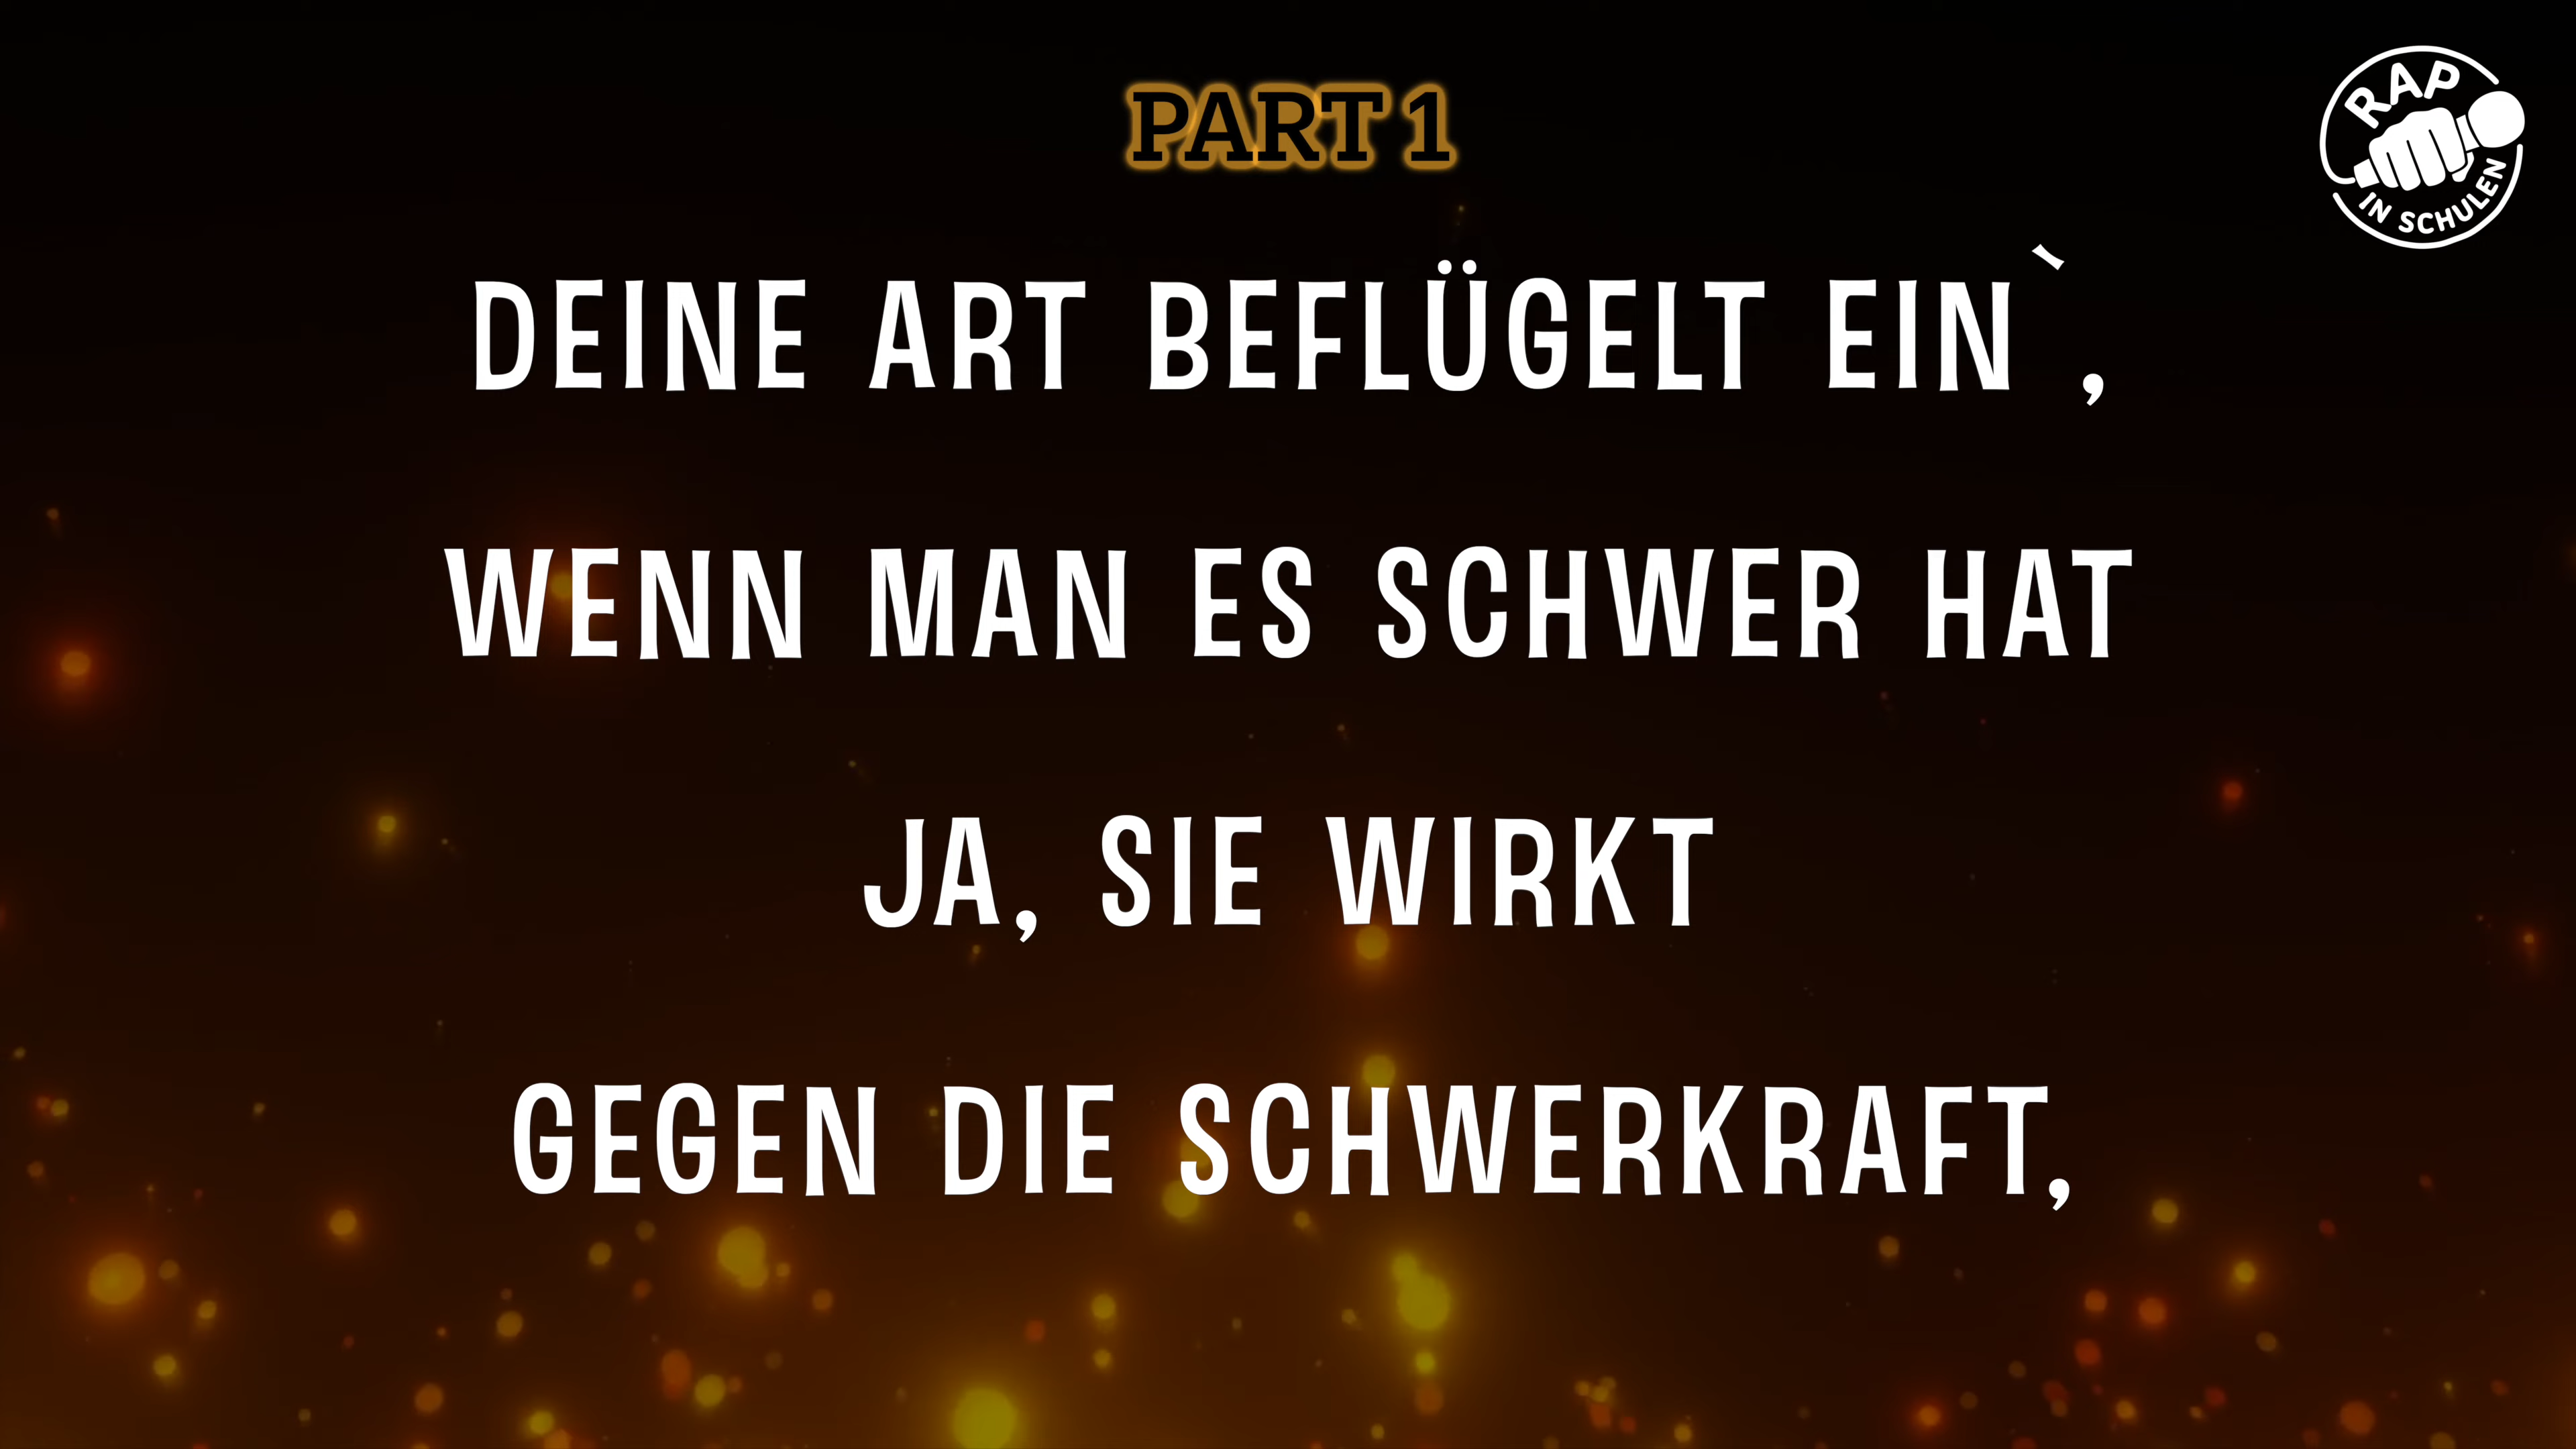 PART 1
RAP
IN SCHULEN
DEINE ART BEFLÜGELT EIN`,
WENN MAN ES SCHWER HAT
JA, SIE WIRKT
GEGEN DIE SCHWERKRAFT,